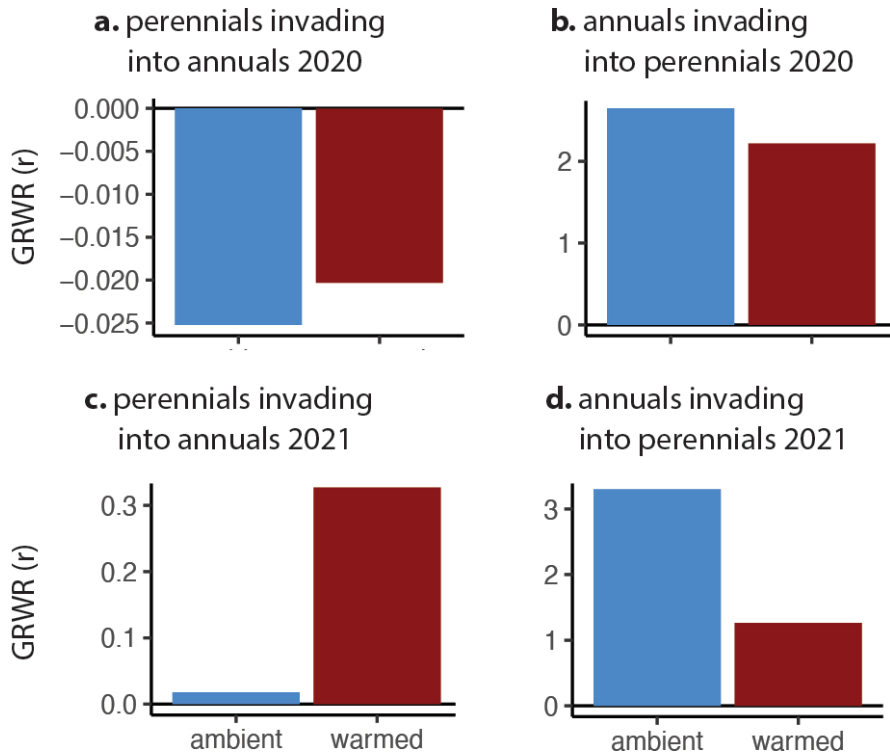 a. perennials invading
into annuals 2020
b. annuals invading
into perennials 2020
GRWR (r)
0.000
−0.005
−0.010
−0.015
−0.020
−0.025
2
1
0
c. perennials invading
into annuals 2021
d. annuals invading
into perennials 2021
GRWR (r)
0.3
0.2
0.1
0.0
ambient
warmed
3
2
1
0
ambient
warmed